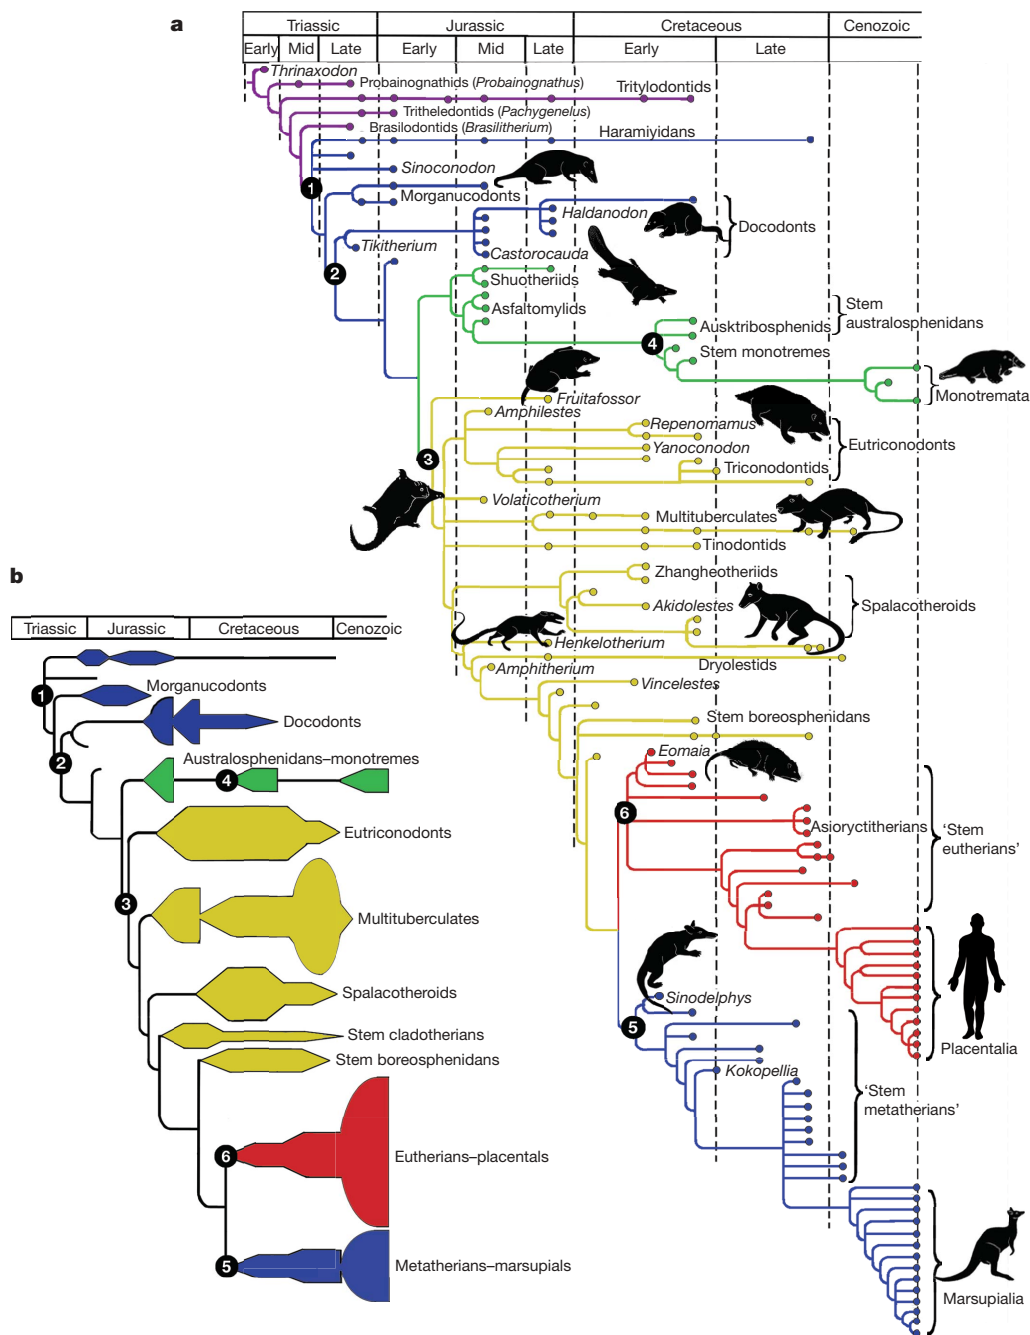 a
Triassic Jurassic Cretaceous Cenozoic
Early Mid Late Early Mid Late Early Late
Thrinaxodon
Probainognathids (Probainognathus)
Tritylodontids
Tritheledontids (Pachygenelus)
Brasilodontids (Brasilitherium)
Haramiyidans
Sinoconodon
1
Morganucodonts
Haldanodon
Docodonts
Tikitherium
Castorocauda
2
Shuotheriids
Asfaltomylids
Ausktribosphenids
Stem
australosphenidans
4
Stem monotremes
Monotremata
Fruitafossor
Amphilestes
Repenomamus
Yanoconodon
Eutriconodonts
3
Triconodontids
Volaticotherium
Multituberculates
Tinodontids
Zhangheotheriids
Akidolestes
Spalacotheroids
Henkelotherium
Dryolestids
Amphitherium
Vincelestes
Stem boreosphenidans
Eomaia
6
Asioryctitherians
‘Stem
eutherians’
Placentalia
Sinodelphys
5
Kokopellia
‘Stem
metatherians’
Marsupialia
b
Triassic Jurassic Cretaceous Cenozoic
1
Morganucodonts
Docodonts
2
Australosphenidans–monotremes
4
Eutriconodonts
3
Multituberculates
Spalacotheroids
Stem cladotherians
Stem boreosphenidans
6
Eutherians–placentals
5
Metatherians–marsupials